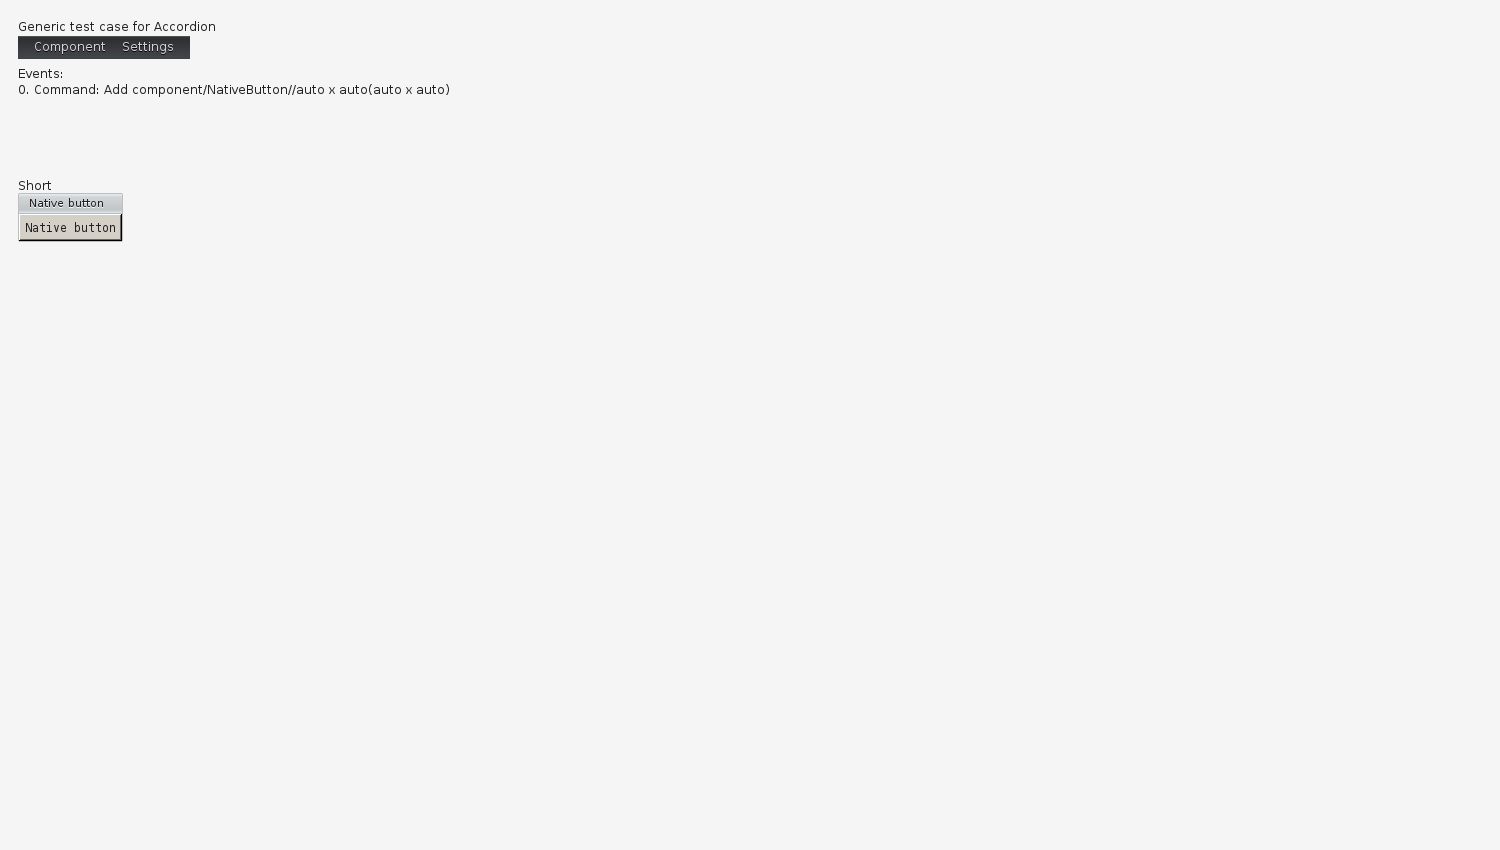 Generic test case for Accordion
Component Settings
Events:
0. Command: Add component/NativeButton//auto x auto(auto x auto)
Short
Native button
Native button